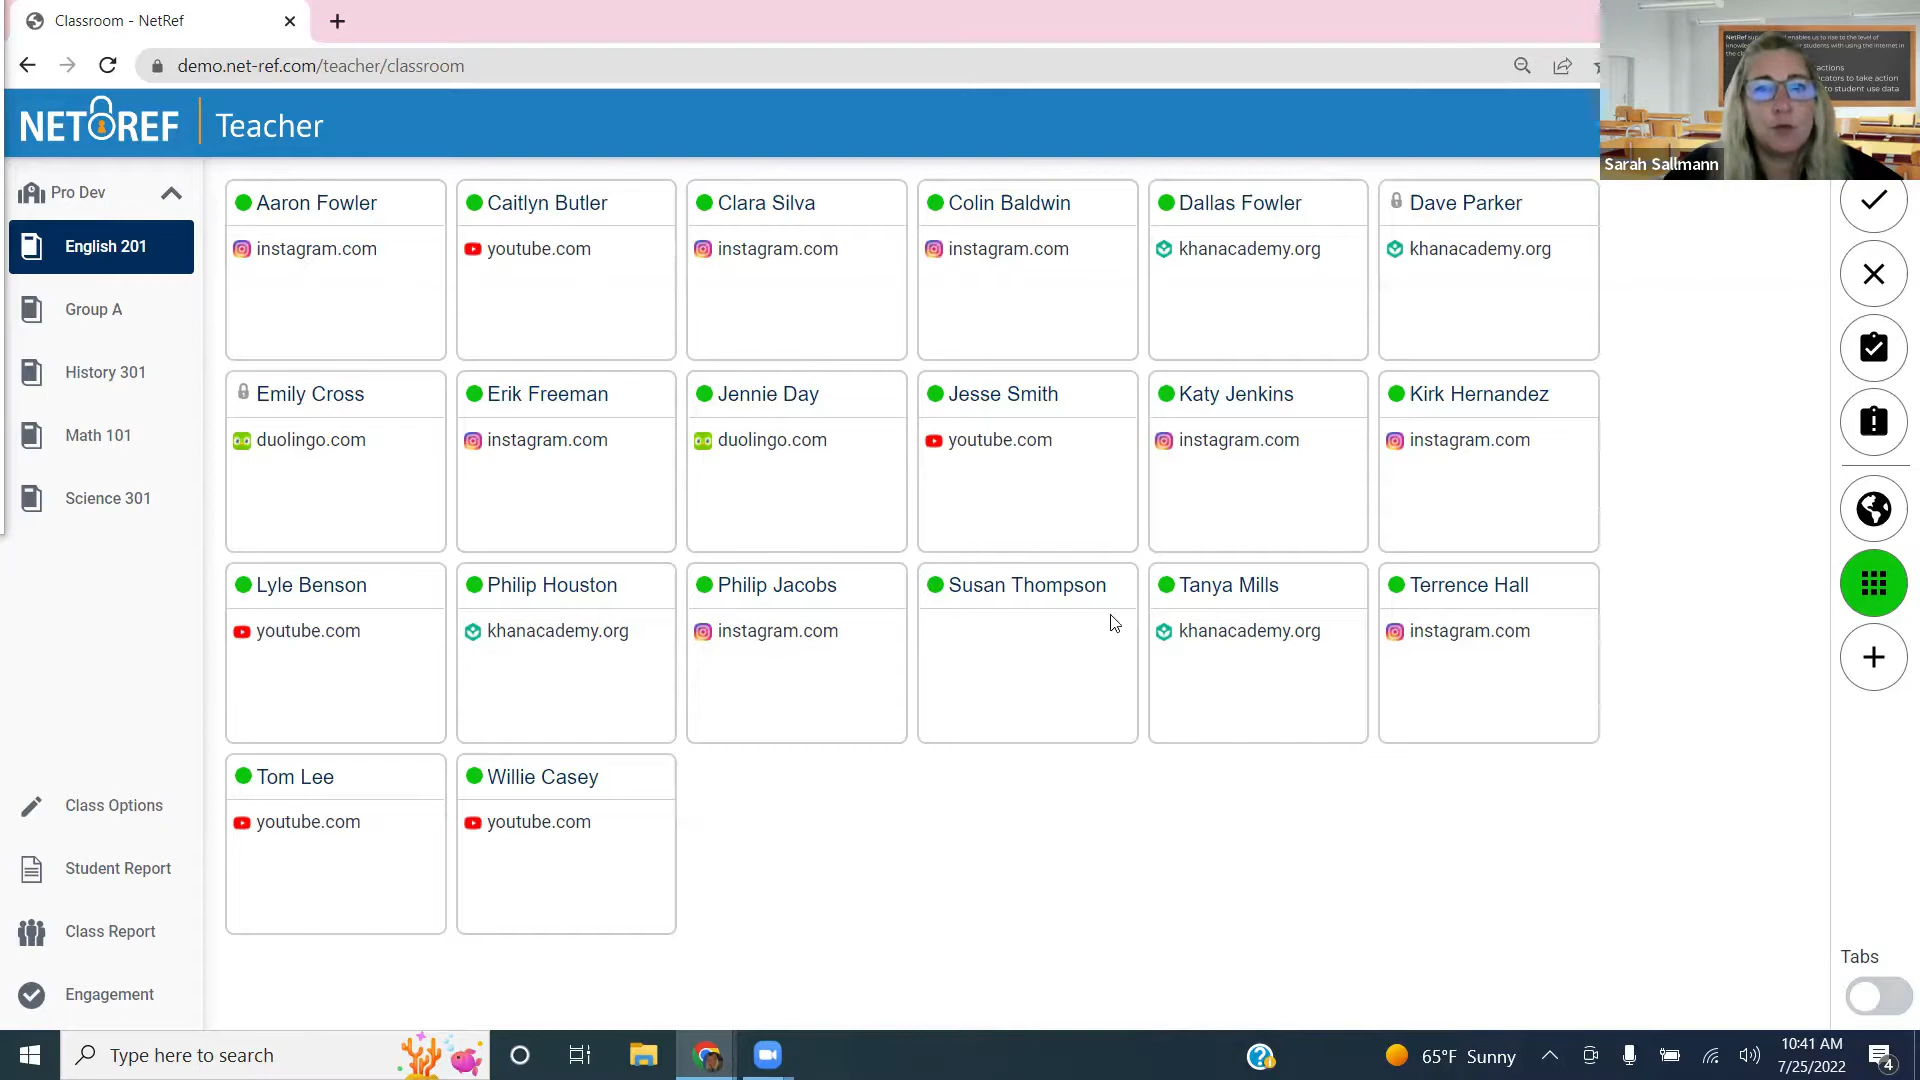 Classroom - NetRef
demo.net-ref.com/teacher/classroom
NETREF Teacher
Sarah Sallmann
Pro Dev
English 201
Group A
History 301
Math 101
Science 301
Class Options
Student Report
Class Report
Engagement
Aaron Fowler
instagram.com
Caitlyn Butler
youtube.com
Clara Silva
instagram.com
Colin Baldwin
instagram.com
Dallas Fowler
khanacademy.org
Dave Parker
khanacademy.org
Emily Cross
duolingo.com
Erik Freeman
instagram.com
Jennie Day
duolingo.com
Jesse Smith
youtube.com
Katy Jenkins
instagram.com
Kirk Hernandez
instagram.com
Lyle Benson
youtube.com
Philip Houston
khanacademy.org
Philip Jacobs
instagram.com
Susan Thompson
Tanya Mills
khanacademy.org
Terrence Hall
instagram.com
Tom Lee
youtube.com
Willie Casey
youtube.com
Tabs
Type here to search
65°F Sunny
10:41 AM
7/25/2022
4